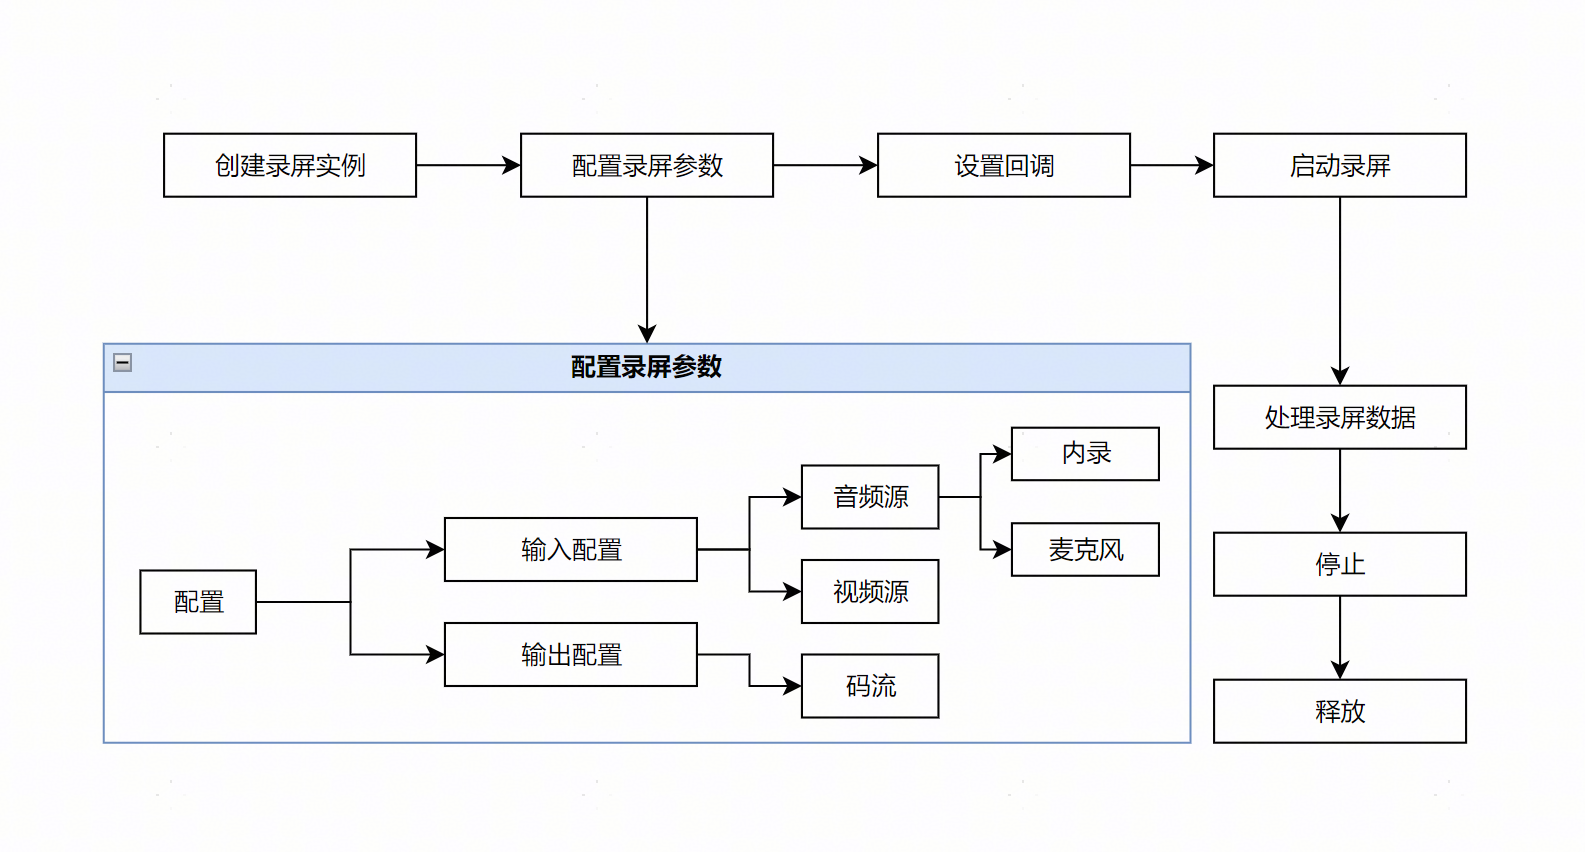 创建录屏实例
配置录屏参数
设置回调
启动录屏
配置录屏参数
配置
输入配置
输出配置
音频源
视频源
码流
内录
麦克风
处理录屏数据
停止
释放